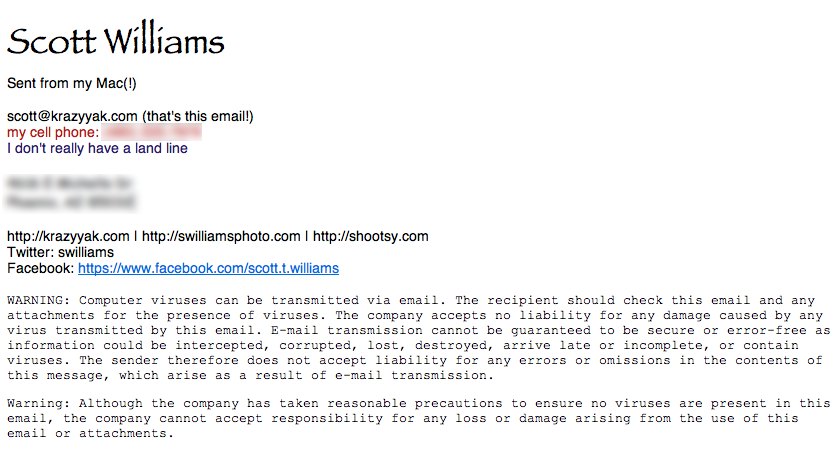 Scott Williams
Sent from my Mac(!)
scott@krazyyak.com (that's this email!)
my cell phone:
I don't really have a land line
http://krazyyak.com | http://swilliamsphoto.com | http://shootsy.com
Twitter: swilliams
Facebook: https://www.facebook.com/scott.t.williams
WARNING: Computer viruses can be transmitted via email. The recipient should check this email and any
attachments for the presence of viruses. The company accepts no liability for any damage caused by any
virus transmitted by this email. E-mail transmission cannot be guaranteed to be secure or error-free as
information could be intercepted, corrupted, lost, destroyed, arrive late or incomplete, or contain
viruses. The sender therefore does not accept liability for any errors or omissions in the contents of
this message, which arise as a result of e-mail transmission.
Warning: Although the company has taken reasonable precautions to ensure no viruses are present in this
email, the company cannot accept responsibility for any loss or damage arising from the use of this
email or attachments.